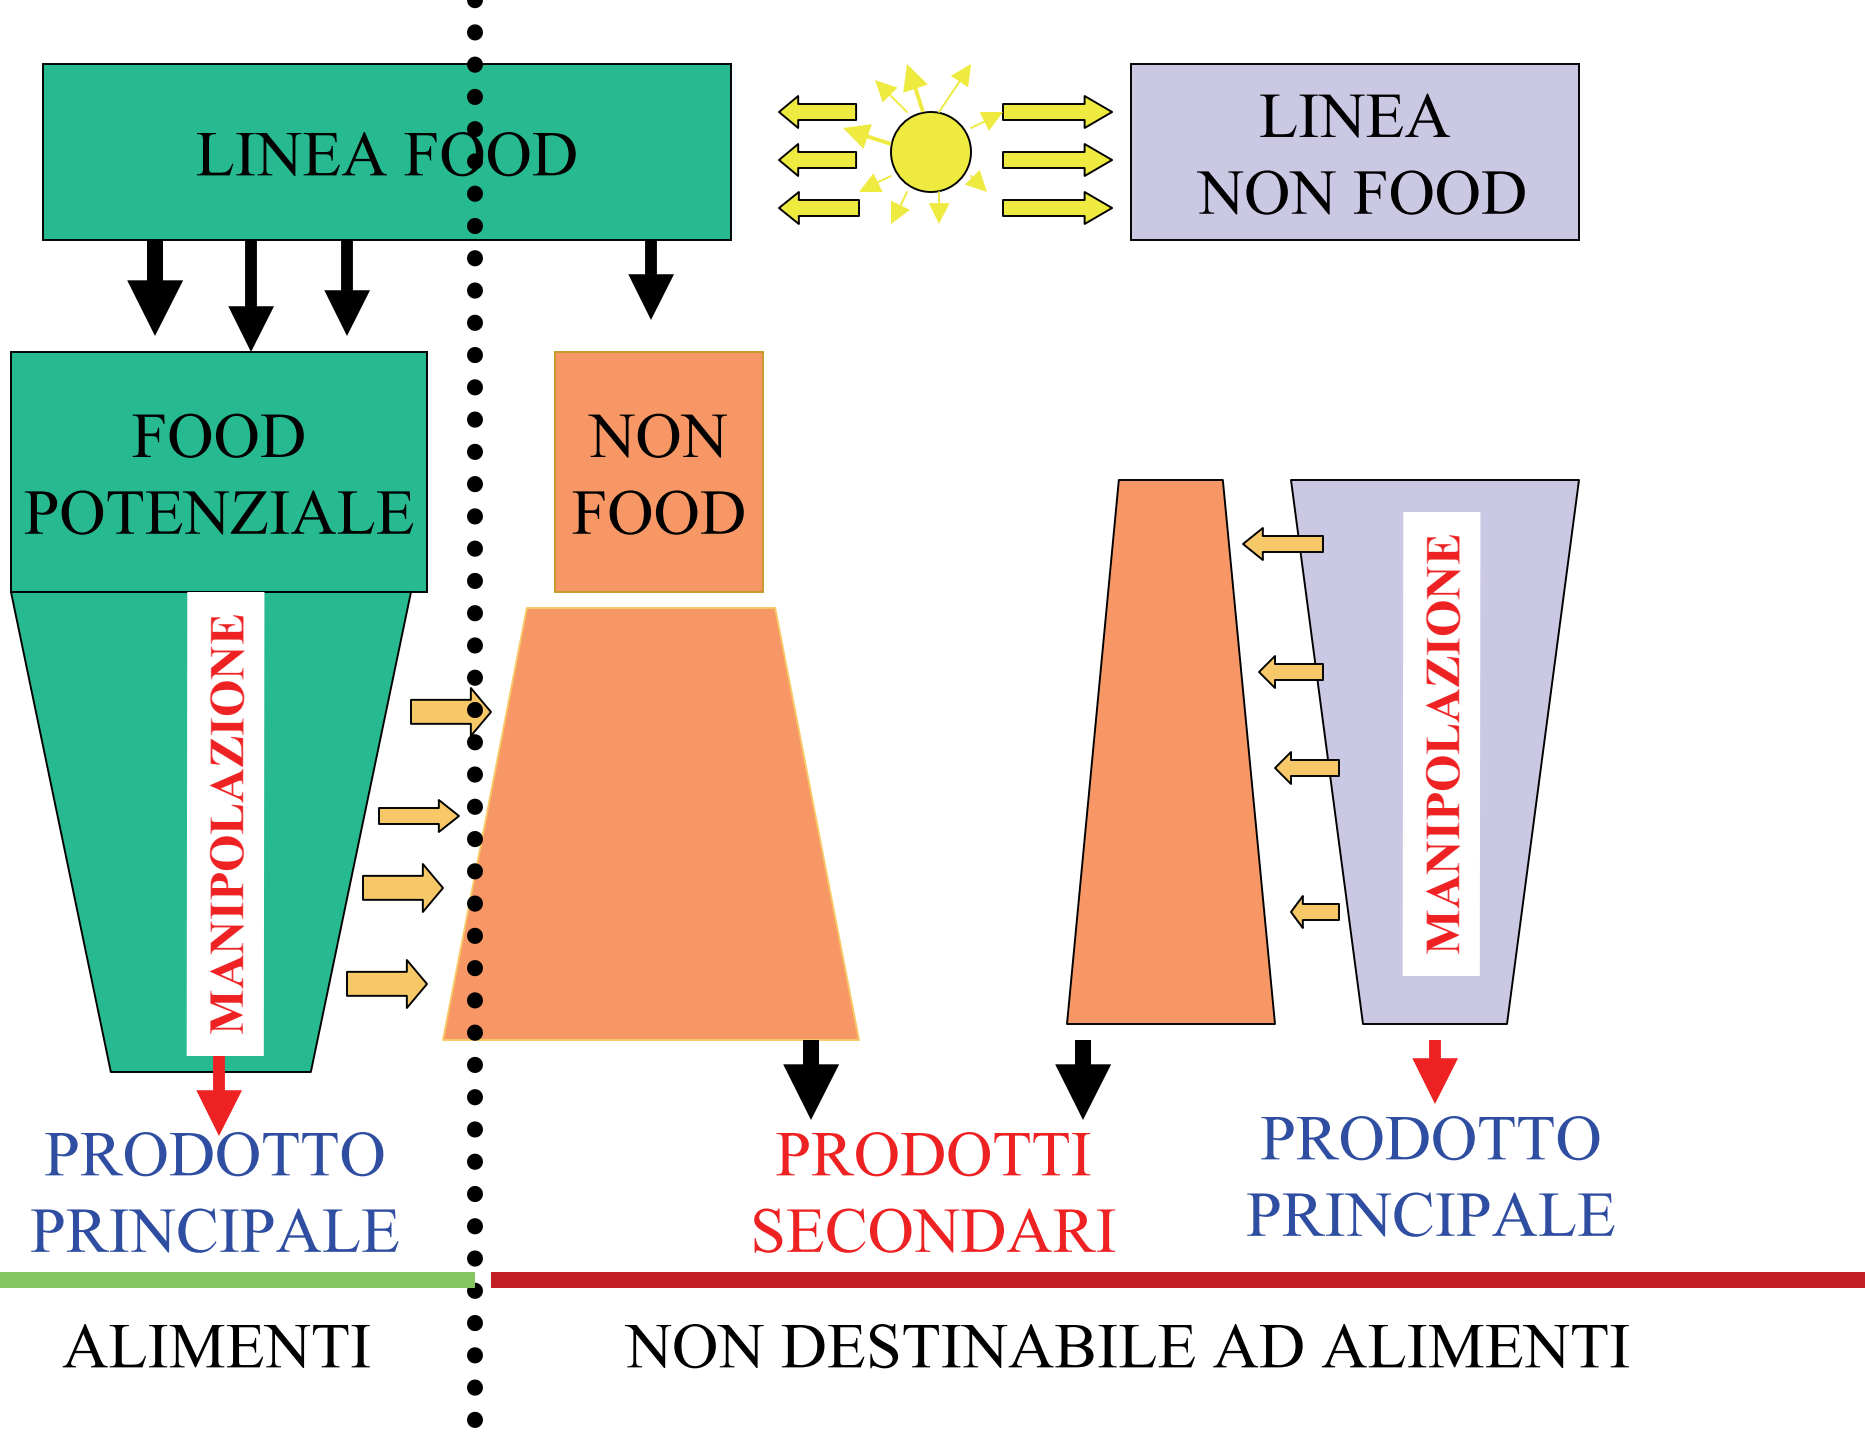 LINEA FOOD
LINEA
NON FOOD
FOOD
POTENZIALE
NON
FOOD
MANIPOLAZIONE
MANIPOLAZIONE
PRODOTTO
PRINCIPALE
PRODOTTI
SECONDARI
PRODOTTO
PRINCIPALE
ALIMENTI
NON DESTINABILE AD ALIMENTI